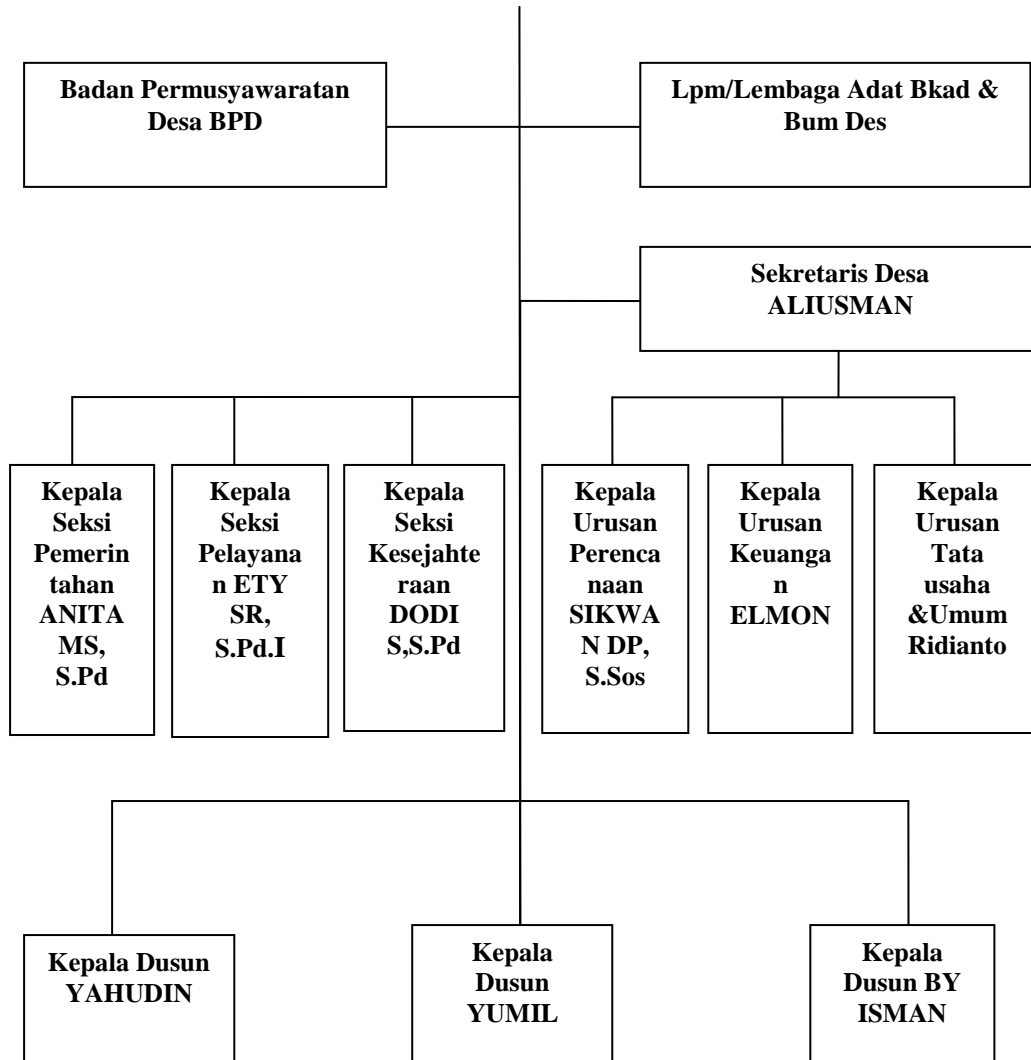 Badan Permusyawaratan
Desa BPD
Lpm/Lembaga Adat Bkad &
Bum Des
Sekretaris Desa
ALIUSMAN
Kepala
Seksi
Pemerin
tahan
ANITA
MS,
S.Pd
Kepala
Seksi
Pelayana
n ETY
SR,
S.Pd.I
Kepala
Seksi
Kesejahte
raan
DODI
S,S.Pd
Kepala
Urusan
Perenca
naan
SIKWA
N DP,
S.Sos
Kepala
Urusan
Keuanga
n
ELMON
Kepala
Urusan
Tata
usaha
&Umum
Ridianto
Kepala Dusun
YAHUDIN
Kepala
Dusun
YUMIL
Kepala
Dusun BY
ISMAN